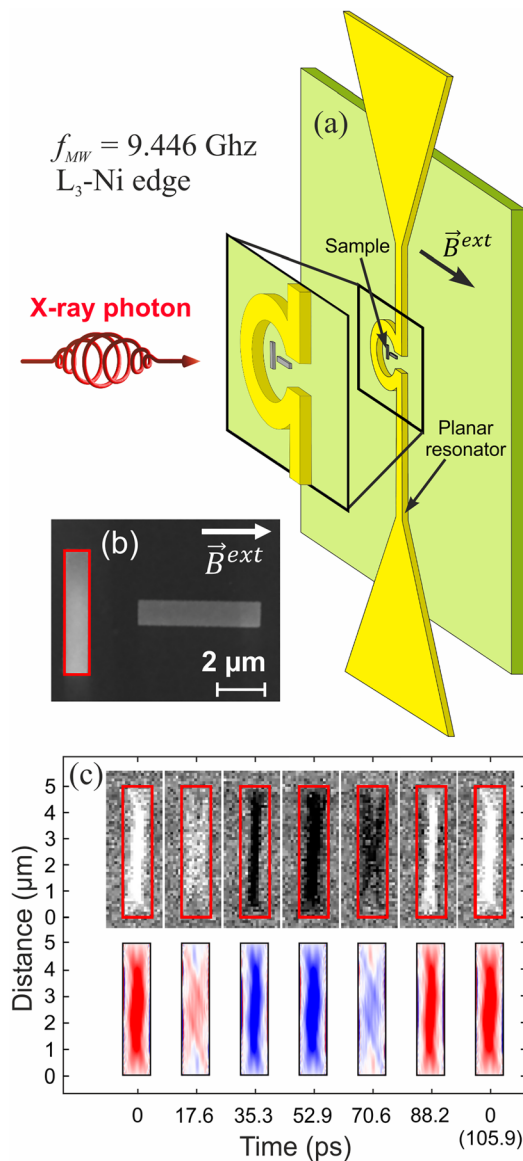 (a)
f_MW = 9.446 Ghz
L₃-Ni edge
Sample
B⃗^ext
X-ray photon
Planar
resonator
(b)
B⃗^ext
2 µm
(c)
Distance (µm)
5
4
3
2
1
0
5
4
3
2
1
0
0 17.6 35.3 52.9 70.6 88.2 0
(105.9)
Time (ps)